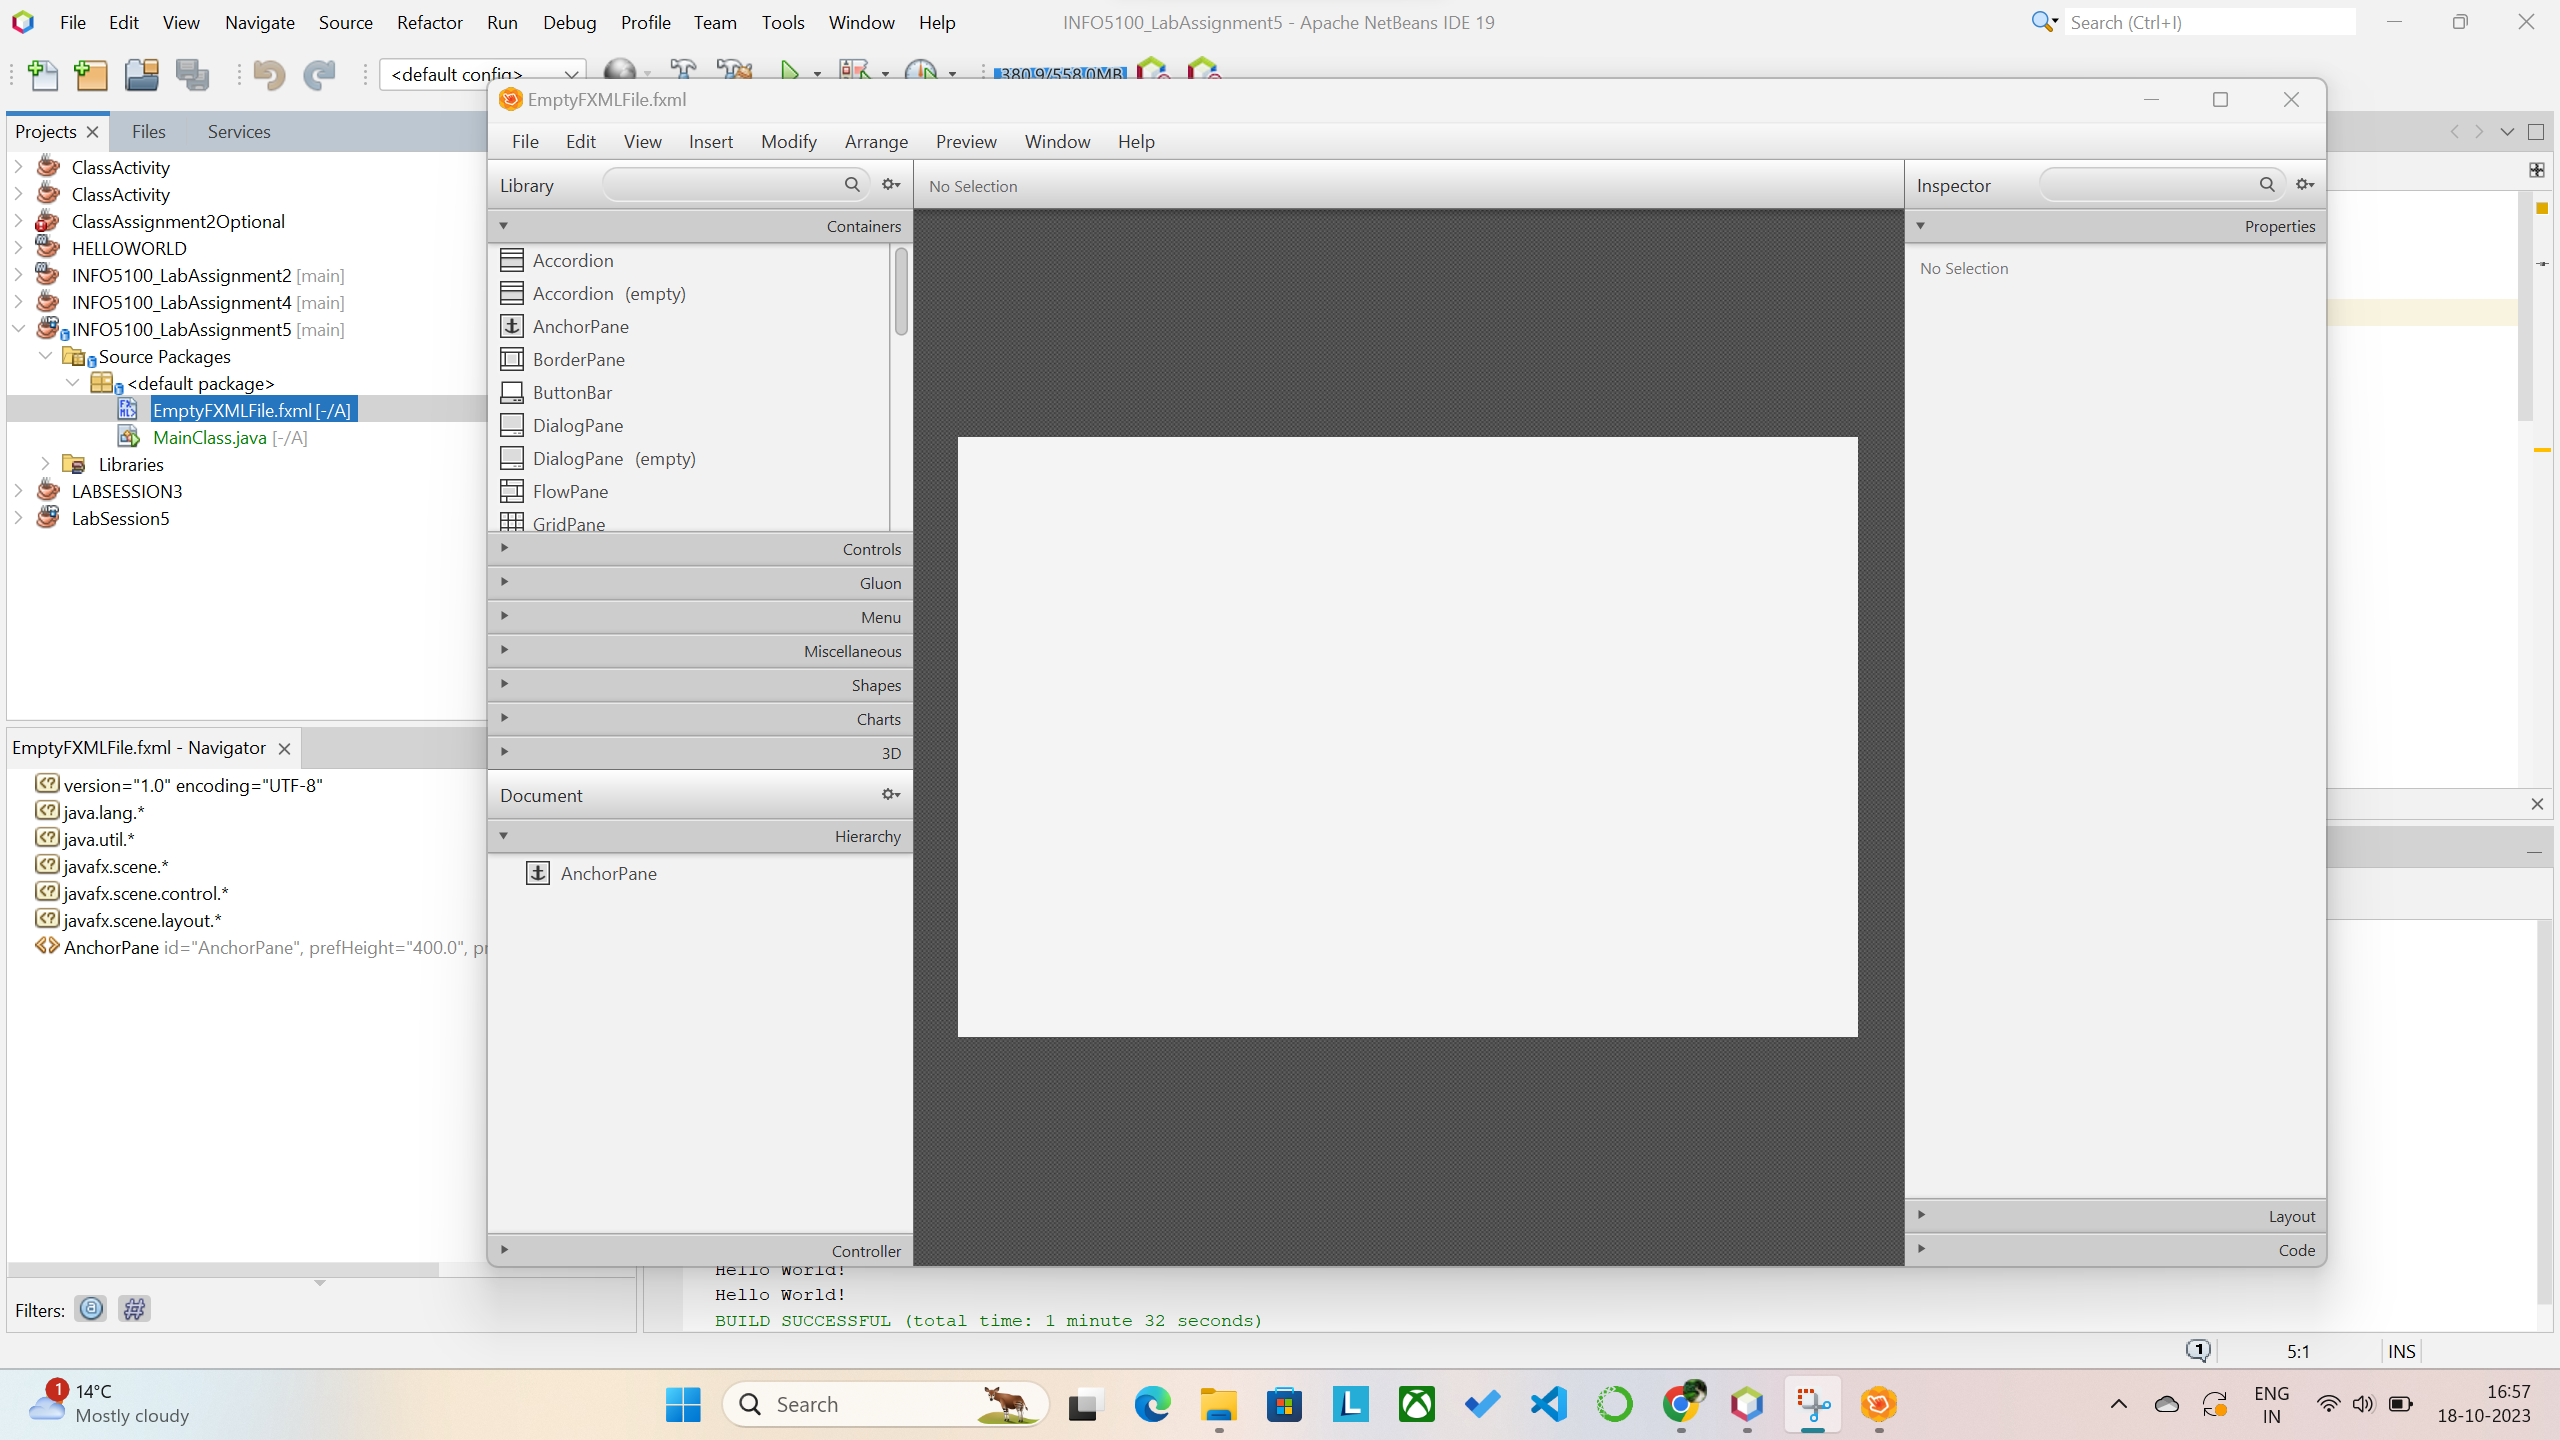 File Edit View Navigate Source Refactor Run Debug Profile Team Tools Window Help
INFO5100_LabAssignment5 - Apache NetBeans IDE 19
Search (Ctrl+I)
<default config>
380.9/558.0MB
Projects Files Services
ClassActivity
ClassActivity
ClassAssignment2Optional
HELLOWORLD
INFO5100_LabAssignment2 [main]
INFO5100_LabAssignment4 [main]
INFO5100_LabAssignment5 [main]
Source Packages
<default package>
EmptyFXMLFile.fxml [-/A]
MainClass.java [-/A]
Libraries
LABSESSION3
LabSession5
EmptyFXMLFile.fxml - Navigator
version="1.0" encoding="UTF-8"
java.lang.*
java.util.*
javafx.scene.*
javafx.scene.control.*
javafx.scene.layout.*
AnchorPane id="AnchorPane", prefHeight="400.0",
Filters:
EmptyFXMLFile.fxml
File Edit View Insert Modify Arrange Preview Window Help
Library
Containers
Accordion
Accordion (empty)
AnchorPane
BorderPane
ButtonBar
DialogPane
DialogPane (empty)
FlowPane
GridPane
Controls
Gluon
Menu
Miscellaneous
Shapes
Charts
3D
Document
Hierarchy
AnchorPane
Controller
No Selection
Inspector
Properties
No Selection
Layout
Code
Hello World!
Hello World!
BUILD SUCCESSFUL (total time: 1 minute 32 seconds)
1
5:1
INS
1
14°C
Mostly cloudy
Search
L
ENG
IN
16:57
18-10-2023